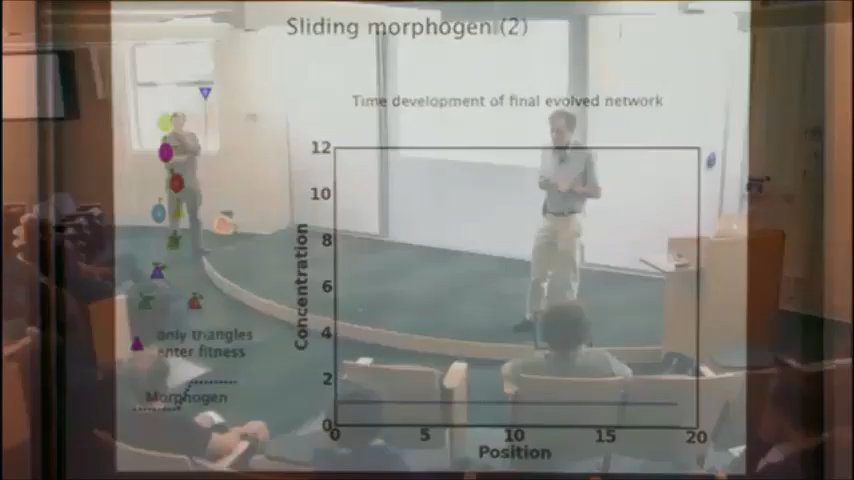 Sliding morphogen (2)
Time development of final evolved network
12
10
8
6
4
2
0
Concentration
0 5 10 15 20
Position
only triangles
enter fitness
Morphogen